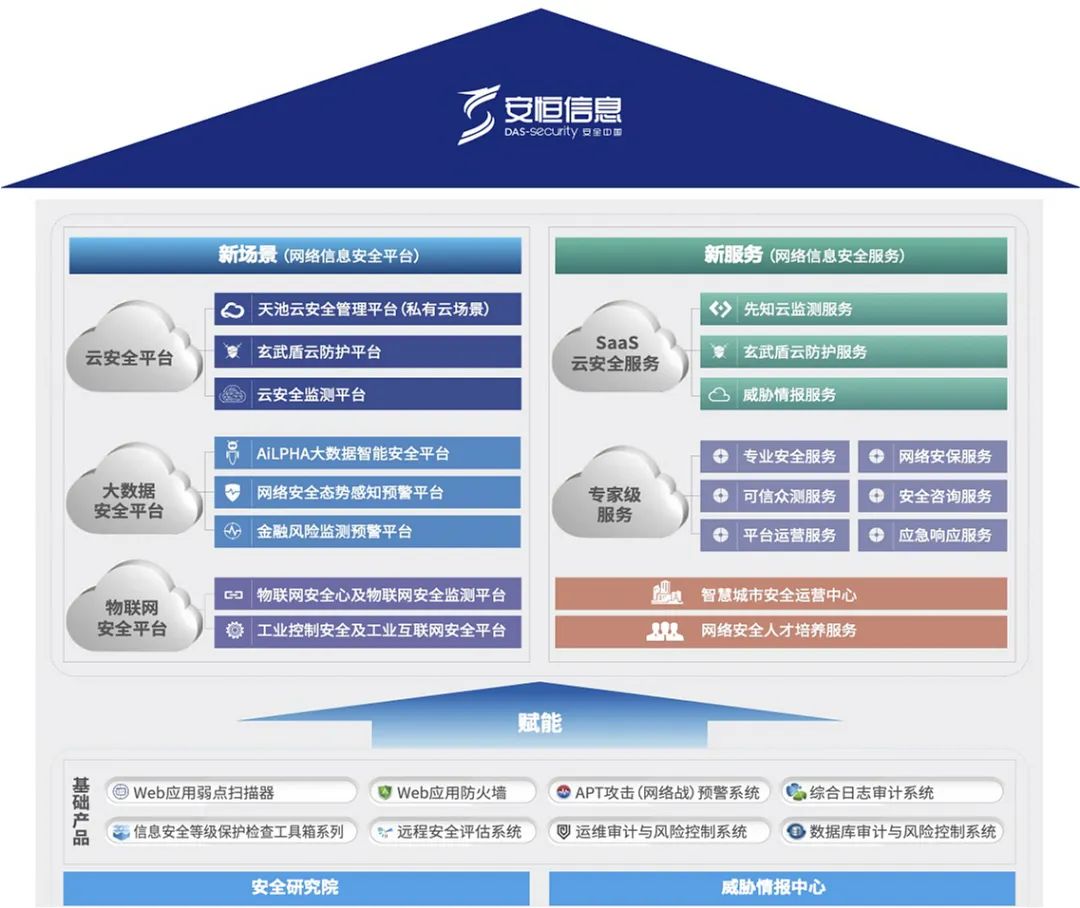 安恒信息
DAS-security 安全中国
新场景(网络信息安全平台)
云安全平台
天池云安全管理平台(私有云场景)
玄武盾云防护平台
云安全监测平台
大数据
安全平台
AiLPHA大数据智能安全平台
网络安全态势感知预警平台
金融风险监测预警平台
物联网
安全平台
物联网安全心及物联网安全监测平台
工业控制安全及工业互联网安全平台
新服务(网络信息安全服务)
SaaS
云安全服务
先知云监测服务
玄武盾云防护服务
威胁情报服务
专家级
服务
专业安全服务
网络安保服务
可信众测服务
安全咨询服务
平台运营服务
应急响应服务
智慧城市安全运营中心
网络安全人才培养服务
赋能
基础产品
Web应用弱点扫描器
Web应用防火墙
APT攻击(网络战)预警系统
综合日志审计系统
信息安全等级保护检查工具箱系列
远程安全评估系统
运维审计与风险控制系统
数据库审计与风险控制系统
安全研究院
威胁情报中心